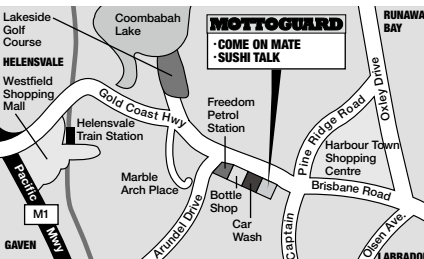 Lakeside
Golf
Course
Coombabah
Lake
MOTTOGUARD
· COME ON MATE
· SUSHI TALK
RUNAWA
BAY
HELENSVALE
Westfield
Shopping
Mall
Gold Coast Hwy
Helensvale
Train Station
Freedom
Petrol
Station
Pine Ridge Road
Oxley Drive
Harbour Town
Shopping
Centre
Marble
Arch Place
Bottle
Shop
Car
Wash
Brisbane Road
Pacific
Mwy
M1
GAVEN
Arundel Drive
Captain
Olsen Ave.
LABRADO